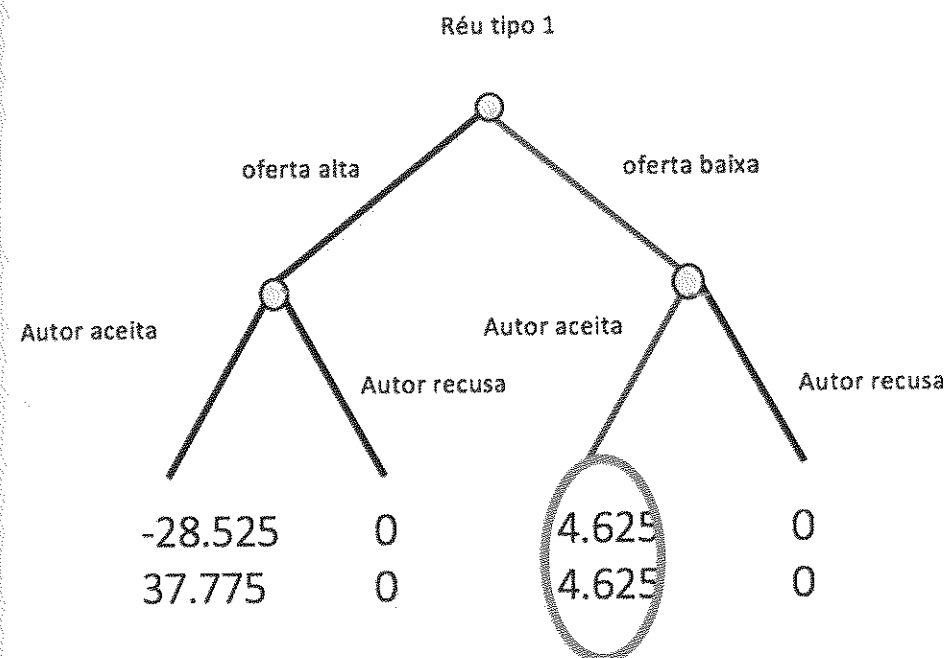 Réu tipo 1
oferta alta
oferta baixa
Autor aceita
Autor aceita
Autor recusa
Autor recusa
-28.525 0 4.625 0
37.775 0 4.625 0